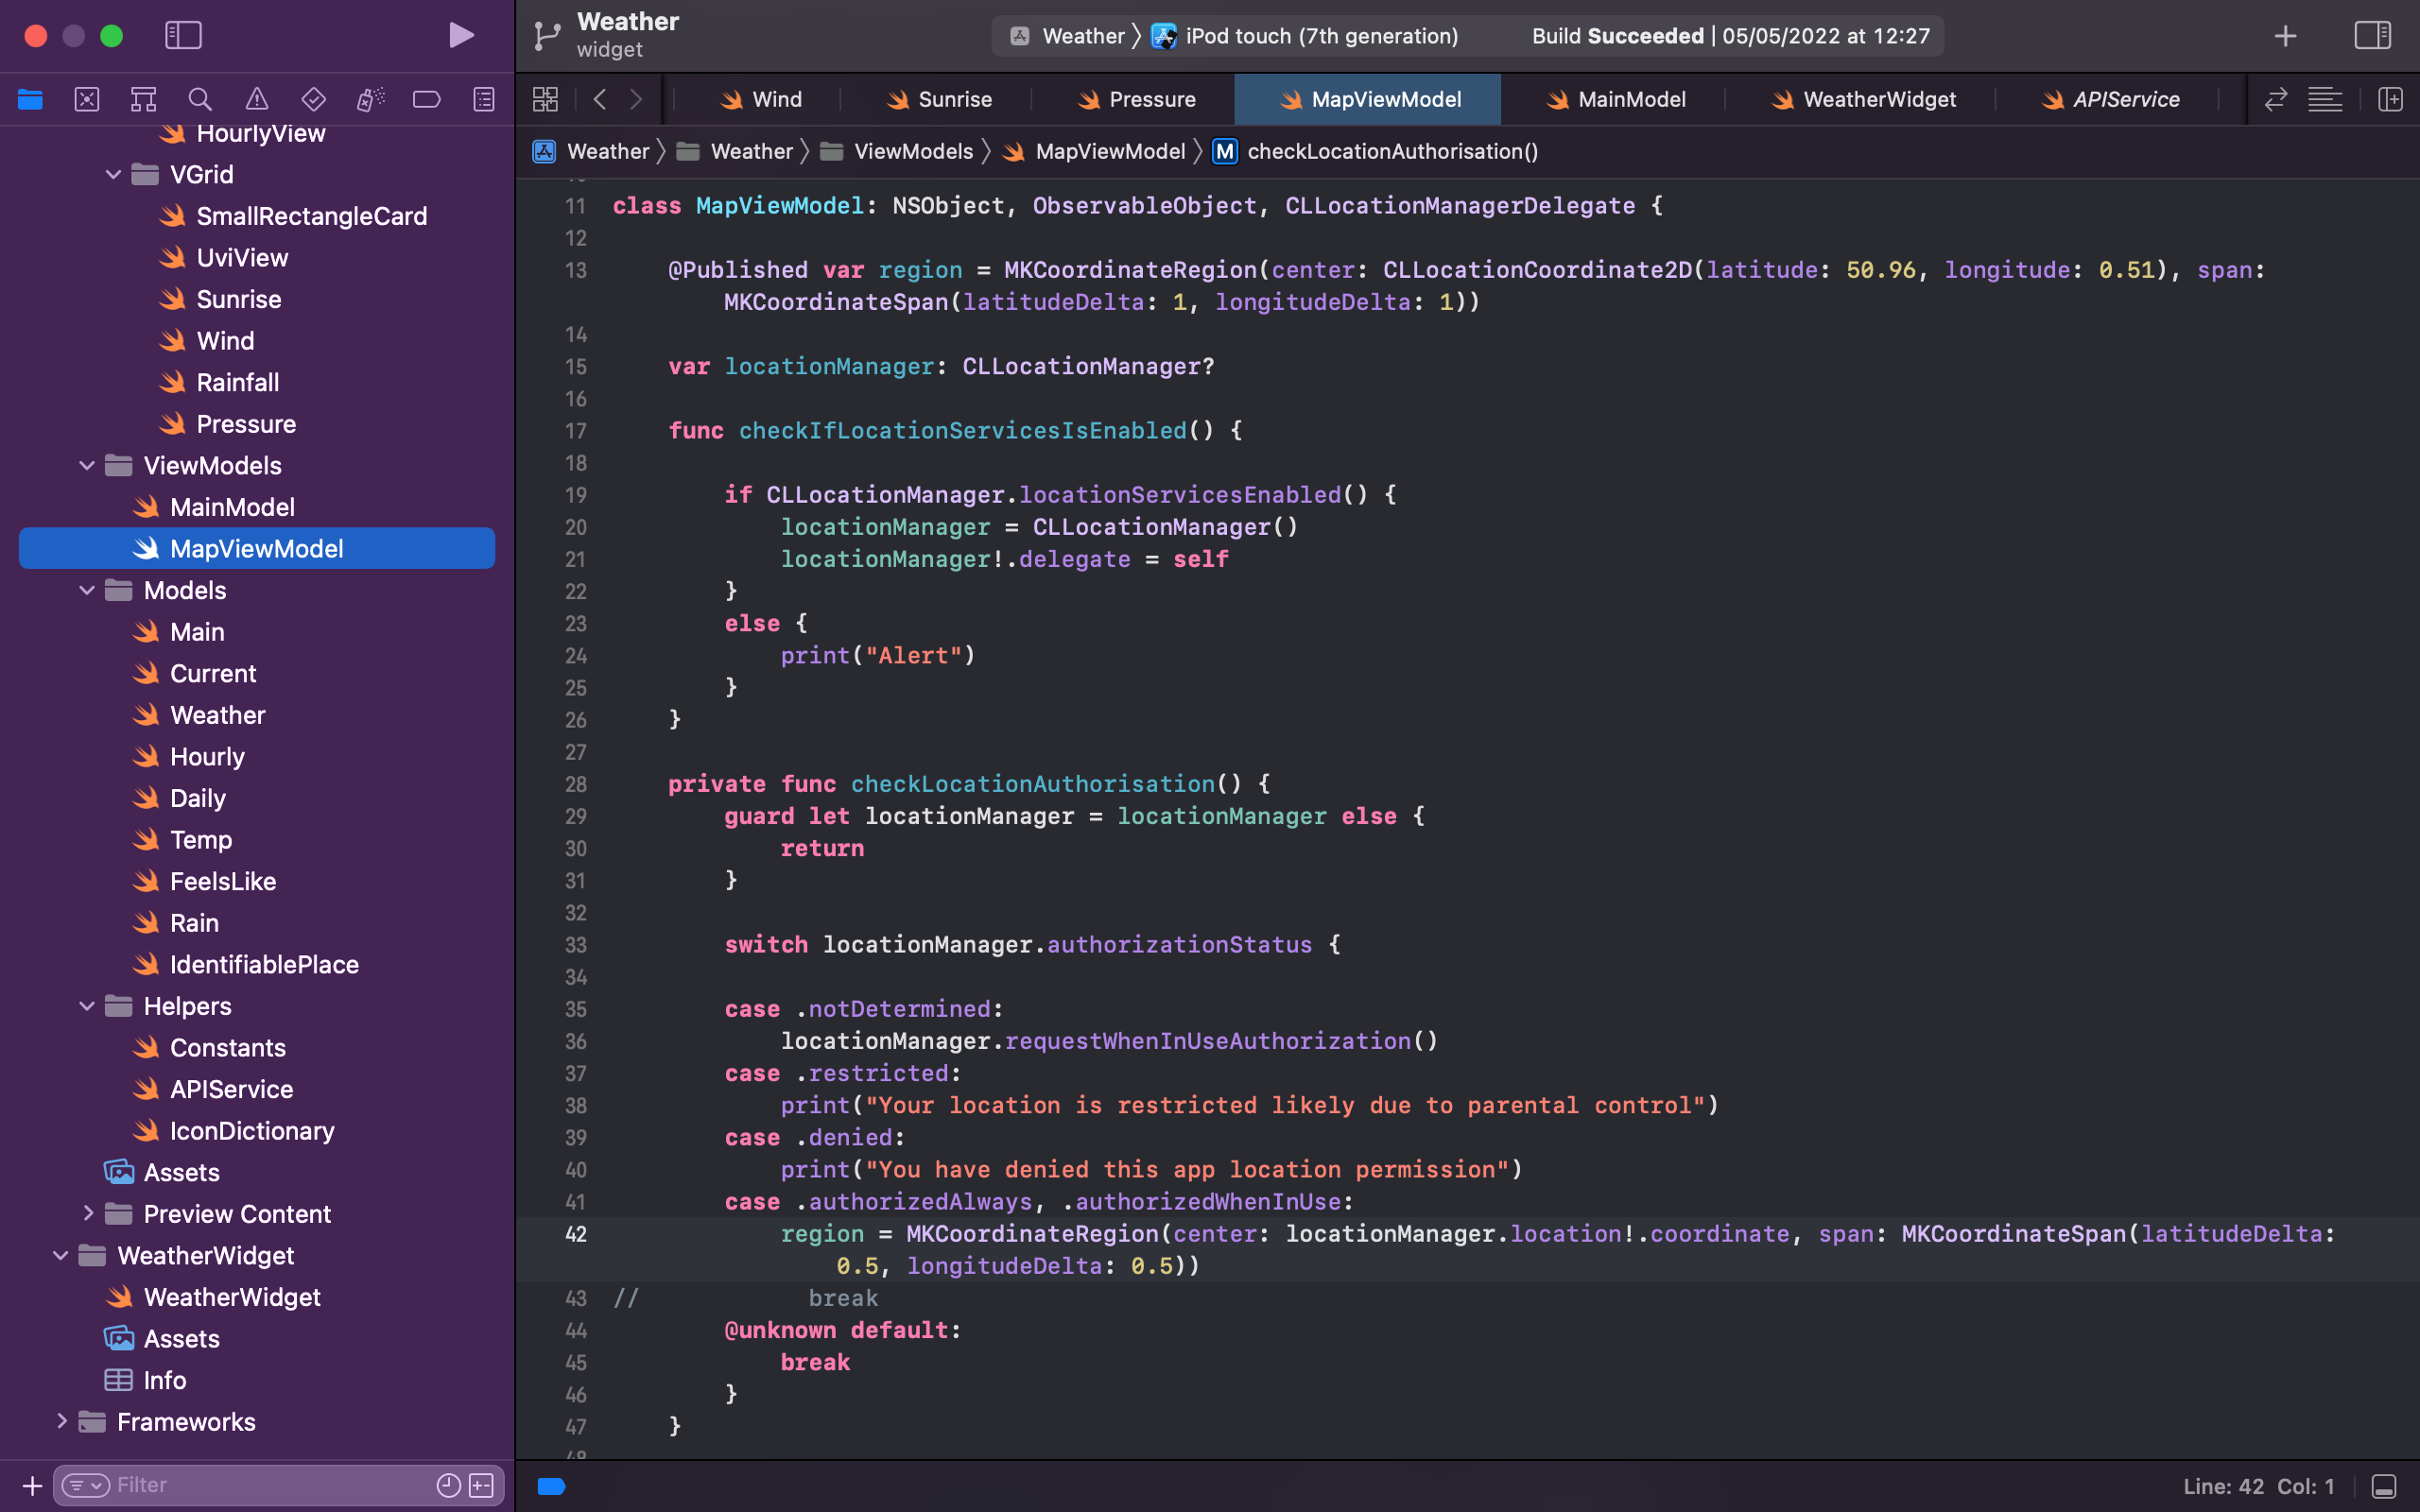 Weather
widget
Weather
iPod touch (7th generation)
Build Succeeded | 05/05/2022 at 12:27
Wind
Sunrise
Pressure
MapViewModel
MainModel
WeatherWidget
APIService
Weather
Weather
ViewModels
MapViewModel
M checkLocationAuthorisation()
HourlyView
VGrid
SmallRectangleCard
UviView
Sunrise
Wind
Rainfall
Pressure
ViewModels
MainModel
MapViewModel
Models
Main
Current
Weather
Hourly
Daily
Temp
FeelsLike
Rain
IdentifiablePlace
Helpers
Constants
APIService
IconDictionary
Assets
Preview Content
WeatherWidget
WeatherWidget
Assets
Info
Frameworks
Filter
11 class MapViewModel: NSObject, ObservableObject, CLLocationManagerDelegate {
12
13 @Published var region = MKCoordinateRegion(center: CLLocationCoordinate2D(latitude: 50.96, longitude: 0.51), span:
MKCoordinateSpan(latitudeDelta: 1, longitudeDelta: 1))
14
15 var locationManager: CLLocationManager?
16
17 func checkIfLocationServicesIsEnabled() {
18
19 if CLLocationManager.locationServicesEnabled() {
20 locationManager = CLLocationManager()
21 locationManager!.delegate = self
22 }
23 else {
24 print("Alert")
25 }
26 }
27
28 private func checkLocationAuthorisation() {
29 guard let locationManager = locationManager else {
30 return
31 }
32
33 switch locationManager.authorizationStatus {
34
35 case .notDetermined:
36 locationManager.requestWhenInUseAuthorization()
37 case .restricted:
38 print("Your location is restricted likely due to parental control")
39 case .denied:
40 print("You have denied this app location permission")
41 case .authorizedAlways, .authorizedWhenInUse:
42 region = MKCoordinateRegion(center: locationManager.location!.coordinate, span: MKCoordinateSpan(latitudeDelta:
0.5, longitudeDelta: 0.5))
43 // break
44 @unknown default:
45 break
46 }
47 }
Line: 42 Col: 1